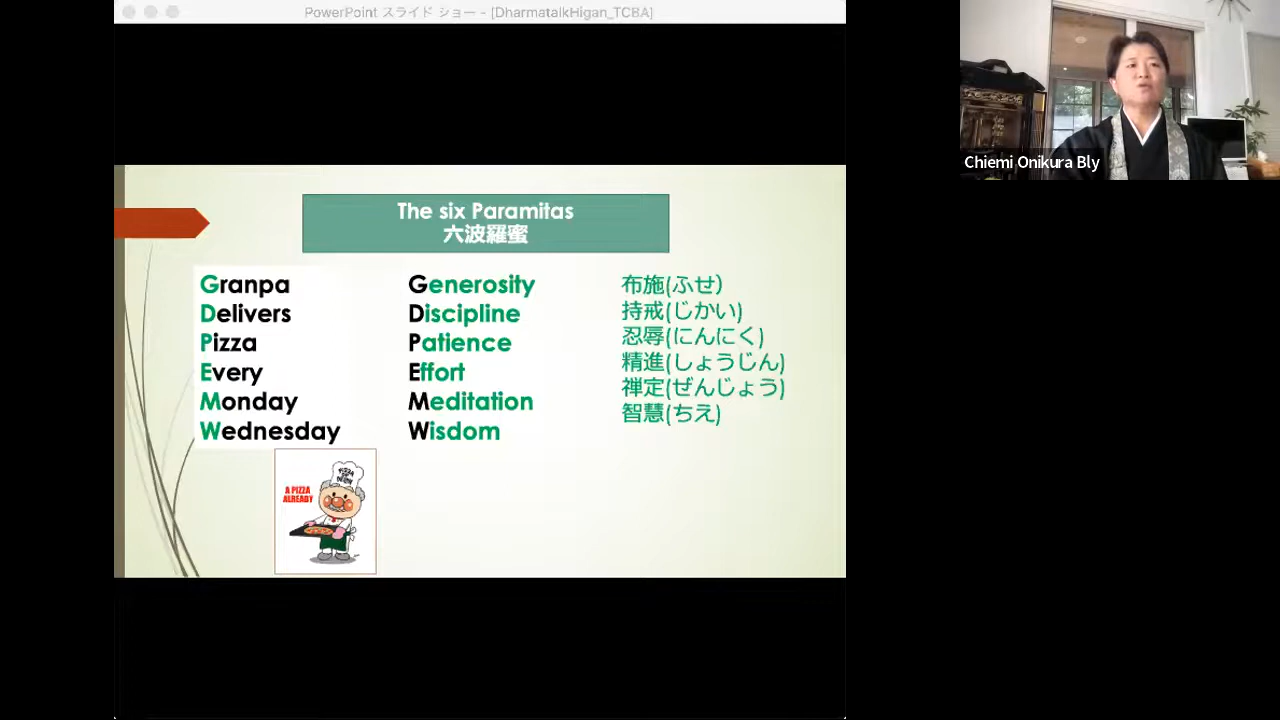 PowerPoint スライド ショー - [DharmatalkHigan_TCBA]
Chiemi Onikura Bly
The six Paramitas
六波羅蜜
Granpa
Delivers
Pizza
Every
Monday
Wednesday
Generosity
Discipline
Patience
Effort
Meditation
Wisdom
布施(ふせ)
持戒(じかい)
忍辱(にんにく)
精進(しょうじん)
禅定(ぜんじょう)
智慧(ちえ)
A PIZZA
ALREADY